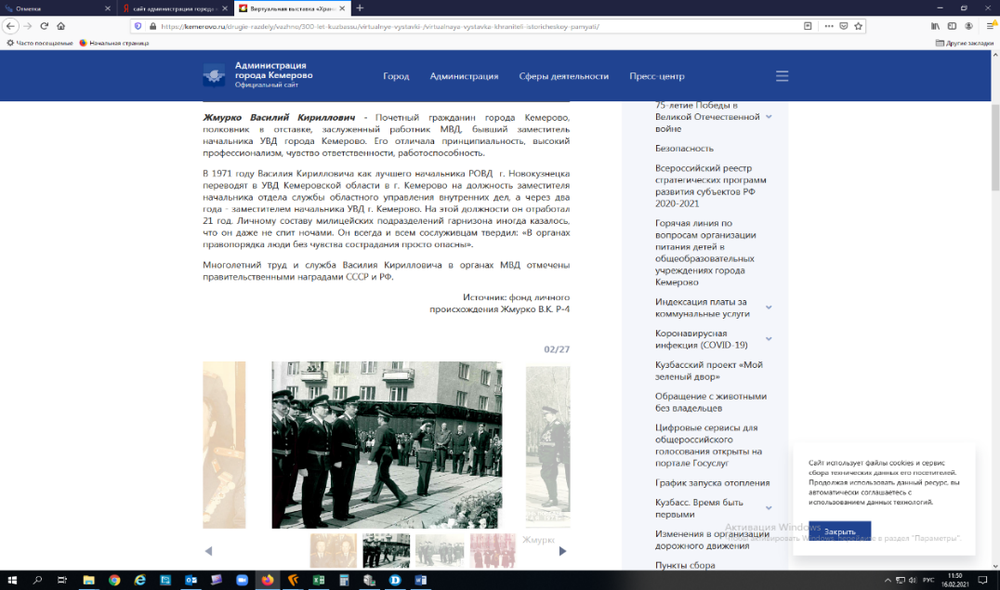 Отметки
сайт администрации города
Виртуальная выставка «Хран
https://kemerovo.ru/drugie-razdely/vazhno/300-let-kuzbassu/virtualnye-vystavki-/virtualnaya-vystavka-khraniteli-istoricheskoy-pamyati/
Часто посещаемые
Начальная страница
Другие закладки
Администрация
города Кемерово
Официальный сайт
Город
Администрация
Сферы деятельности
Пресс-центр
Жмурко Василий Кириллович - Почетный гражданин города Кемерово,
полковник в отставке, заслуженный работник МВД, бывший заместитель
начальника УВД города Кемерово. Его отличала принципиальность, высокий
профессионализм, чувство ответственности, работоспособность.
В 1971 году Василия Кирилловича как лучшего начальника РОВД г. Новокузнецка
переводят в УВД Кемеровской области в г. Кемерово на должность заместителя
начальника отдела службы областного управления внутренних дел, а через два
года - заместителем начальника УВД г. Кемерово. На этой должности он отработал
21 год. Личному составу милицейских подразделений гарнизона иногда казалось,
что он даже не спит ночами. Он всегда и всем сослуживцам твердил: «В органах
правопорядка люди без чувства сострадания просто опасны».
Многолетний труд и служба Василия Кирилловича в органах МВД отмечены
правительственными наградами СССР и РФ.
Источник: фонд личного
происхождения Жмурко В.К. Р-4
02/27
Жмурко
75-летие Победы в
Великой Отечественной
войне
Безопасность
Всероссийский реестр
стратегических программ
развития субъектов РФ
2020-2021
Горячая линия по
вопросам организации
питания детей в
общеобразовательных
учреждениях города
Кемерово
Индексация платы за
коммунальные услуги
Коронавирусная
инфекция (COVID-19)
Кузбасский проект «Мой
зеленый двор»
Обращение с животными
без владельцев
Цифровые сервисы для
общероссийского
голосования открыты на
портале Госуслуг
График запуска отопления
Кузбасс. Время быть
первыми
Изменения в организации
дорожного движения
Пункты сбора
Сайт использует файлы cookies и сервис
сбора технических данных его посетителей.
Продолжая использовать данный ресурс, вы
автоматически соглашаетесь с
использованием данных технологий.
Закрыть
Активация Windows
активировать Windows, перейдите в раздел "Параметры".
РУС
11:50
16.02.2021